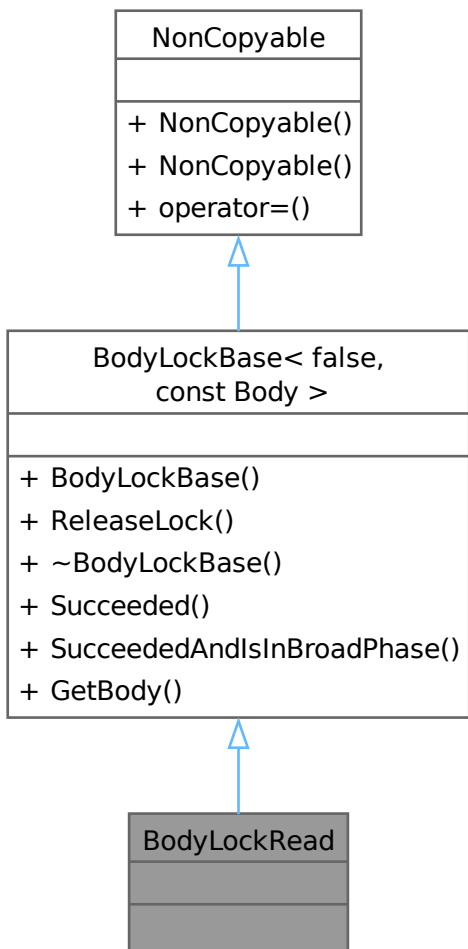 NonCopyable
+ NonCopyable()
+ NonCopyable()
+ operator=()
BodyLockBase< false,
const Body >
+ BodyLockBase()
+ ReleaseLock()
+ ~BodyLockBase()
+ Succeeded()
+ SucceededAndIsInBroadPhase()
+ GetBody()
BodyLockRead